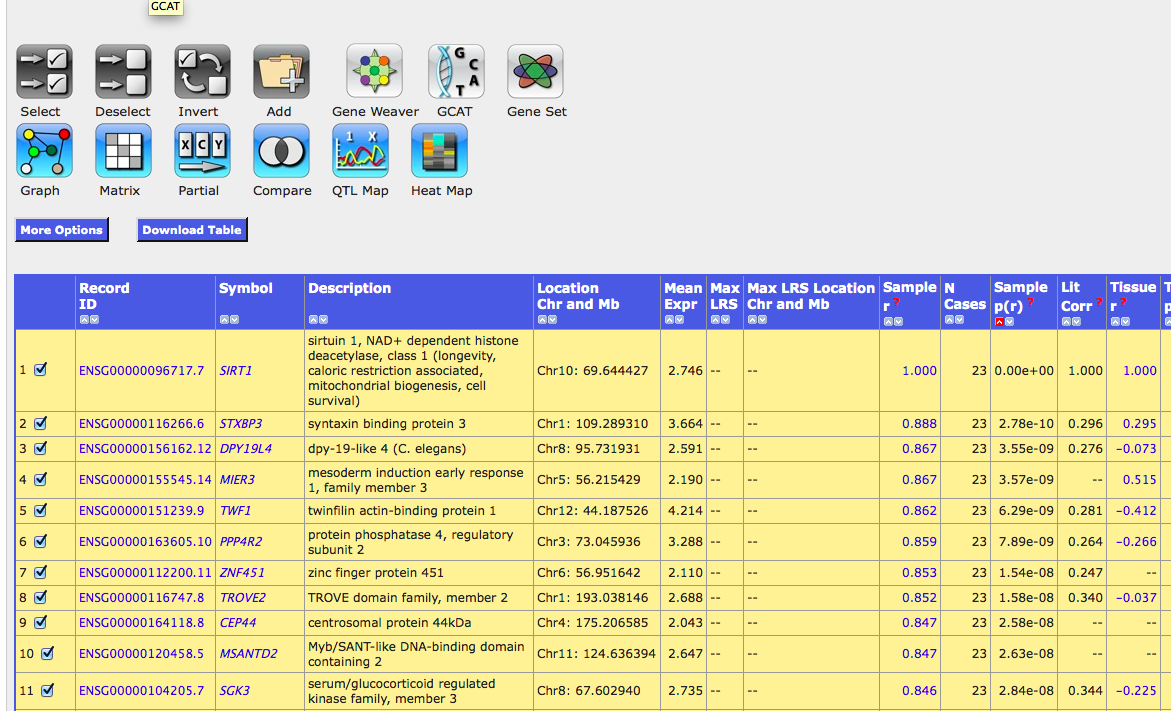 GCAT
G
C
A
T
Select Deselect Invert Add Gene Weaver GCAT Gene Set
X C Y
1 X
Graph Matrix Partial Compare QTL Map Heat Map
More Options Download Table
Record ID Symbol Description Location Chr and Mb Mean Expr Max LRS Max LRS Location Chr and Mb Sample r ? N Cases Sample p(r) ? Lit Corr ? Tissue r ? T p
1 ENSG00000096717.7 SIRT1 sirtuin 1, NAD+ dependent histone deacetylase, class 1 (longevity, caloric restriction associated, mitochondrial biogenesis, cell survival) Chr10: 69.644427 2.746 -- -- 1.000 23 0.00e+00 1.000 1.000
2 ENSG00000116266.6 STXBP3 syntaxin binding protein 3 Chr1: 109.289310 3.664 -- -- 0.888 23 2.78e-10 0.296 0.295
3 ENSG00000156162.12 DPY19L4 dpy-19-like 4 (C. elegans) Chr8: 95.731931 2.591 -- -- 0.867 23 3.55e-09 0.276 −0.073
4 ENSG00000155545.14 MIER3 mesoderm induction early response 1, family member 3 Chr5: 56.215429 2.190 -- -- 0.867 23 3.57e-09 -- 0.515
5 ENSG00000151239.9 TWF1 twinfilin actin-binding protein 1 Chr12: 44.187526 4.214 -- -- 0.862 23 6.29e-09 0.281 −0.412
6 ENSG00000163605.10 PPP4R2 protein phosphatase 4, regulatory subunit 2 Chr3: 73.045936 3.288 -- -- 0.859 23 7.89e-09 0.264 −0.266
7 ENSG00000112200.11 ZNF451 zinc finger protein 451 Chr6: 56.951642 2.110 -- -- 0.853 23 1.54e-08 0.247 --
8 ENSG00000116747.8 TROVE2 TROVE domain family, member 2 Chr1: 193.038146 2.688 -- -- 0.852 23 1.58e-08 0.340 −0.037
9 ENSG00000164118.8 CEP44 centrosomal protein 44kDa Chr4: 175.206585 2.043 -- -- 0.847 23 2.58e-08 -- --
10 ENSG00000120458.5 MSANTD2 Myb/SANT-like DNA-binding domain containing 2 Chr11: 124.636394 2.647 -- -- 0.847 23 2.63e-08 -- --
11 ENSG00000104205.7 SGK3 serum/glucocorticoid regulated kinase family, member 3 Chr8: 67.602940 2.735 -- -- 0.846 23 2.84e-08 0.344 −0.225